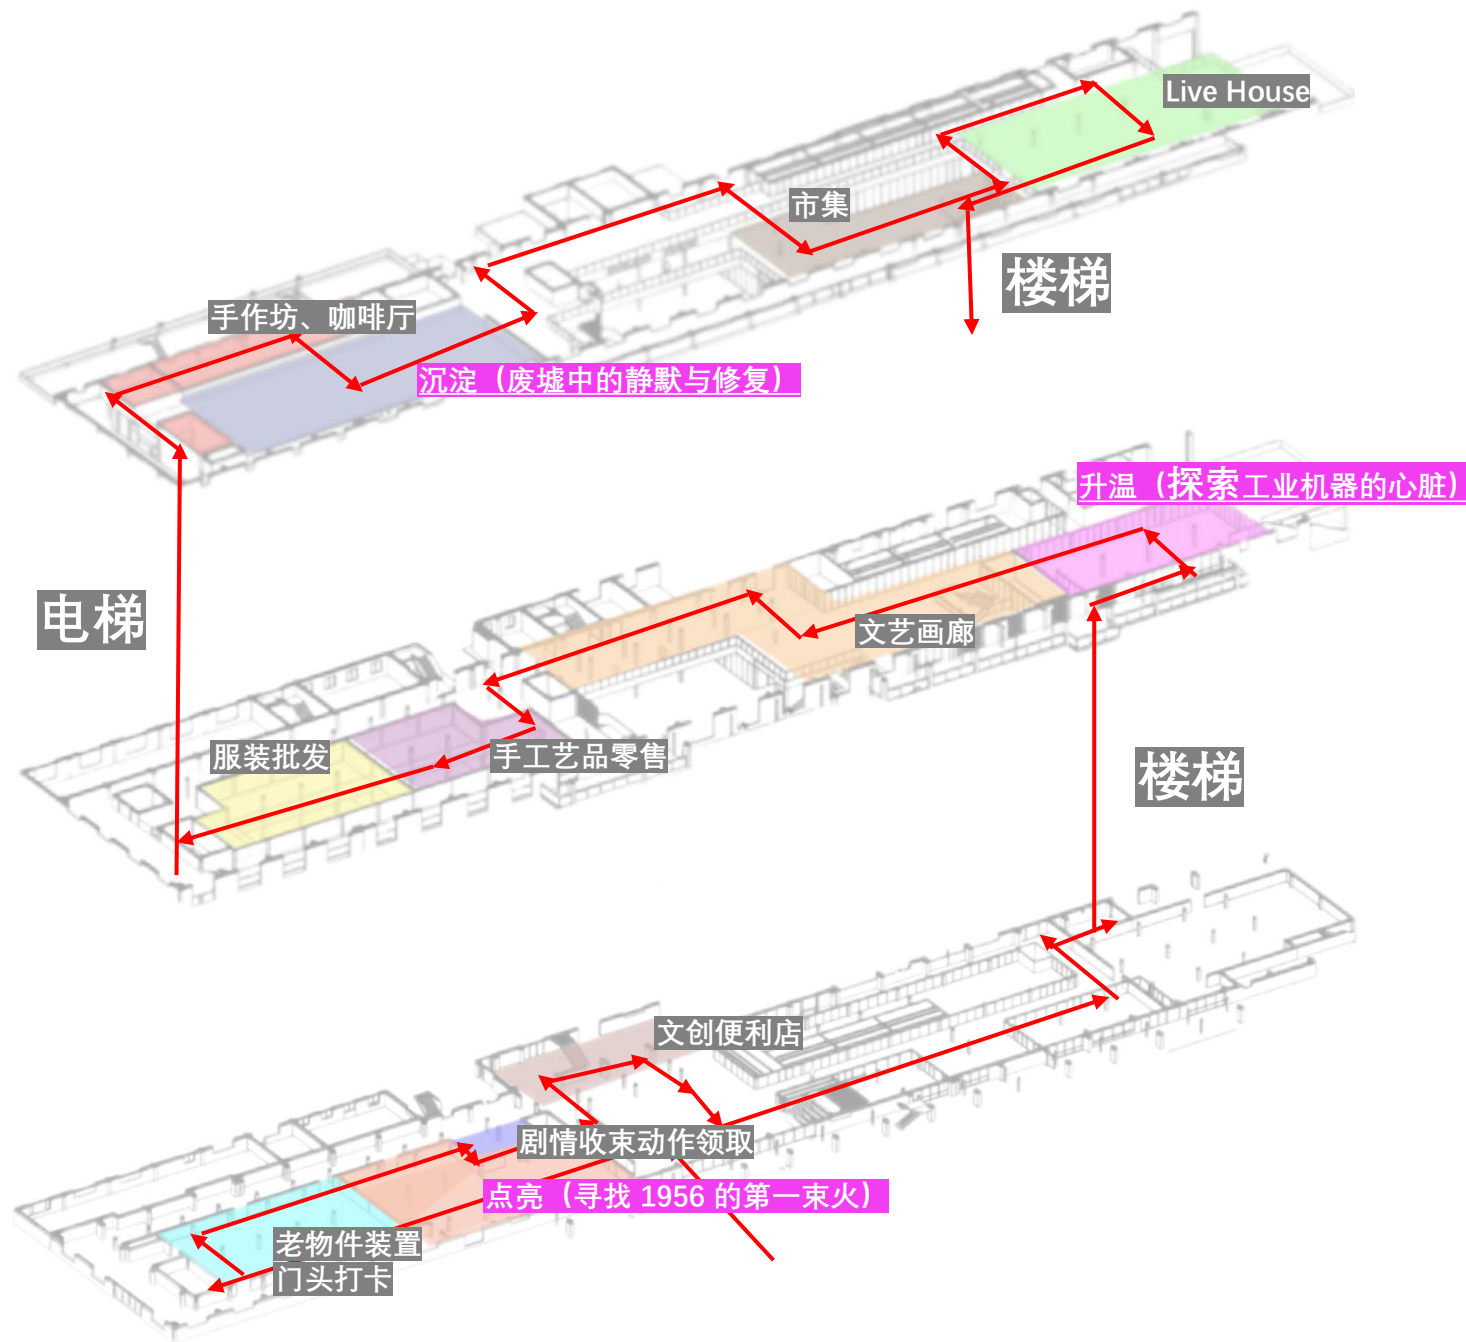 Live House
市集
楼梯
手作坊、咖啡厅
沉淀（废墟中的静默与修复）
升温（探索工业机器的心脏）
电梯
文艺画廊
服装批发
手工艺品零售
楼梯
文创便利店
剧情收束动作领取
点亮（寻找 1956 的第一束火）
老物件装置
门头打卡